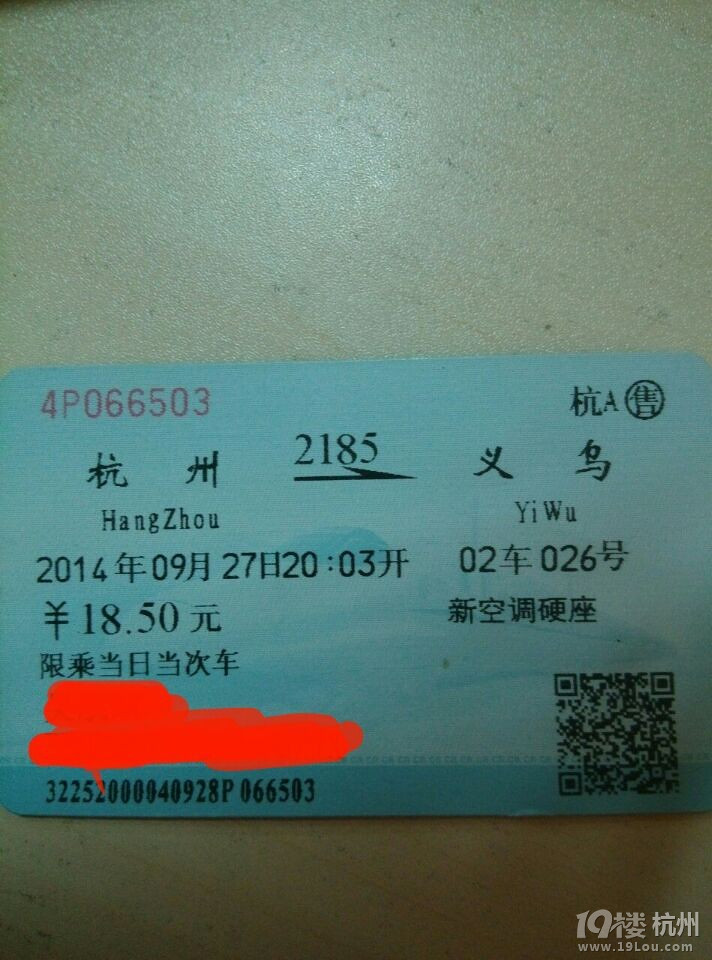 4P066503 杭A 售
杭州 2185 义乌
HangZhou YiWu
2014年09月27日20:03开 02车026号
￥18.50元 新空调硬座
限乘当日当次车
32252000040928P066503
19楼杭州
www.19Lou.com